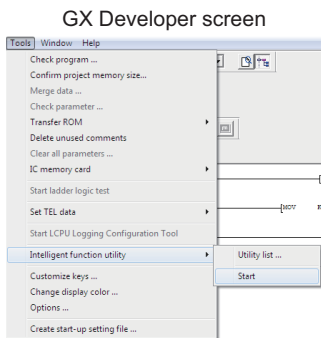 GX Developer screen
Tools Window Help
Check program ...
Confirm project memory size...
Merge data ...
Check parameter ...
Transfer ROM
Delete unused comments
Clear all parameters ...
IC memory card
Start ladder logic test
Set TEL data
MOV K
Start LCPU Logging Configuration Tool
Intelligent function utility
Utility list ...
Customize keys ...
Start
Change display color ...
Options ...
Create start-up setting file ...